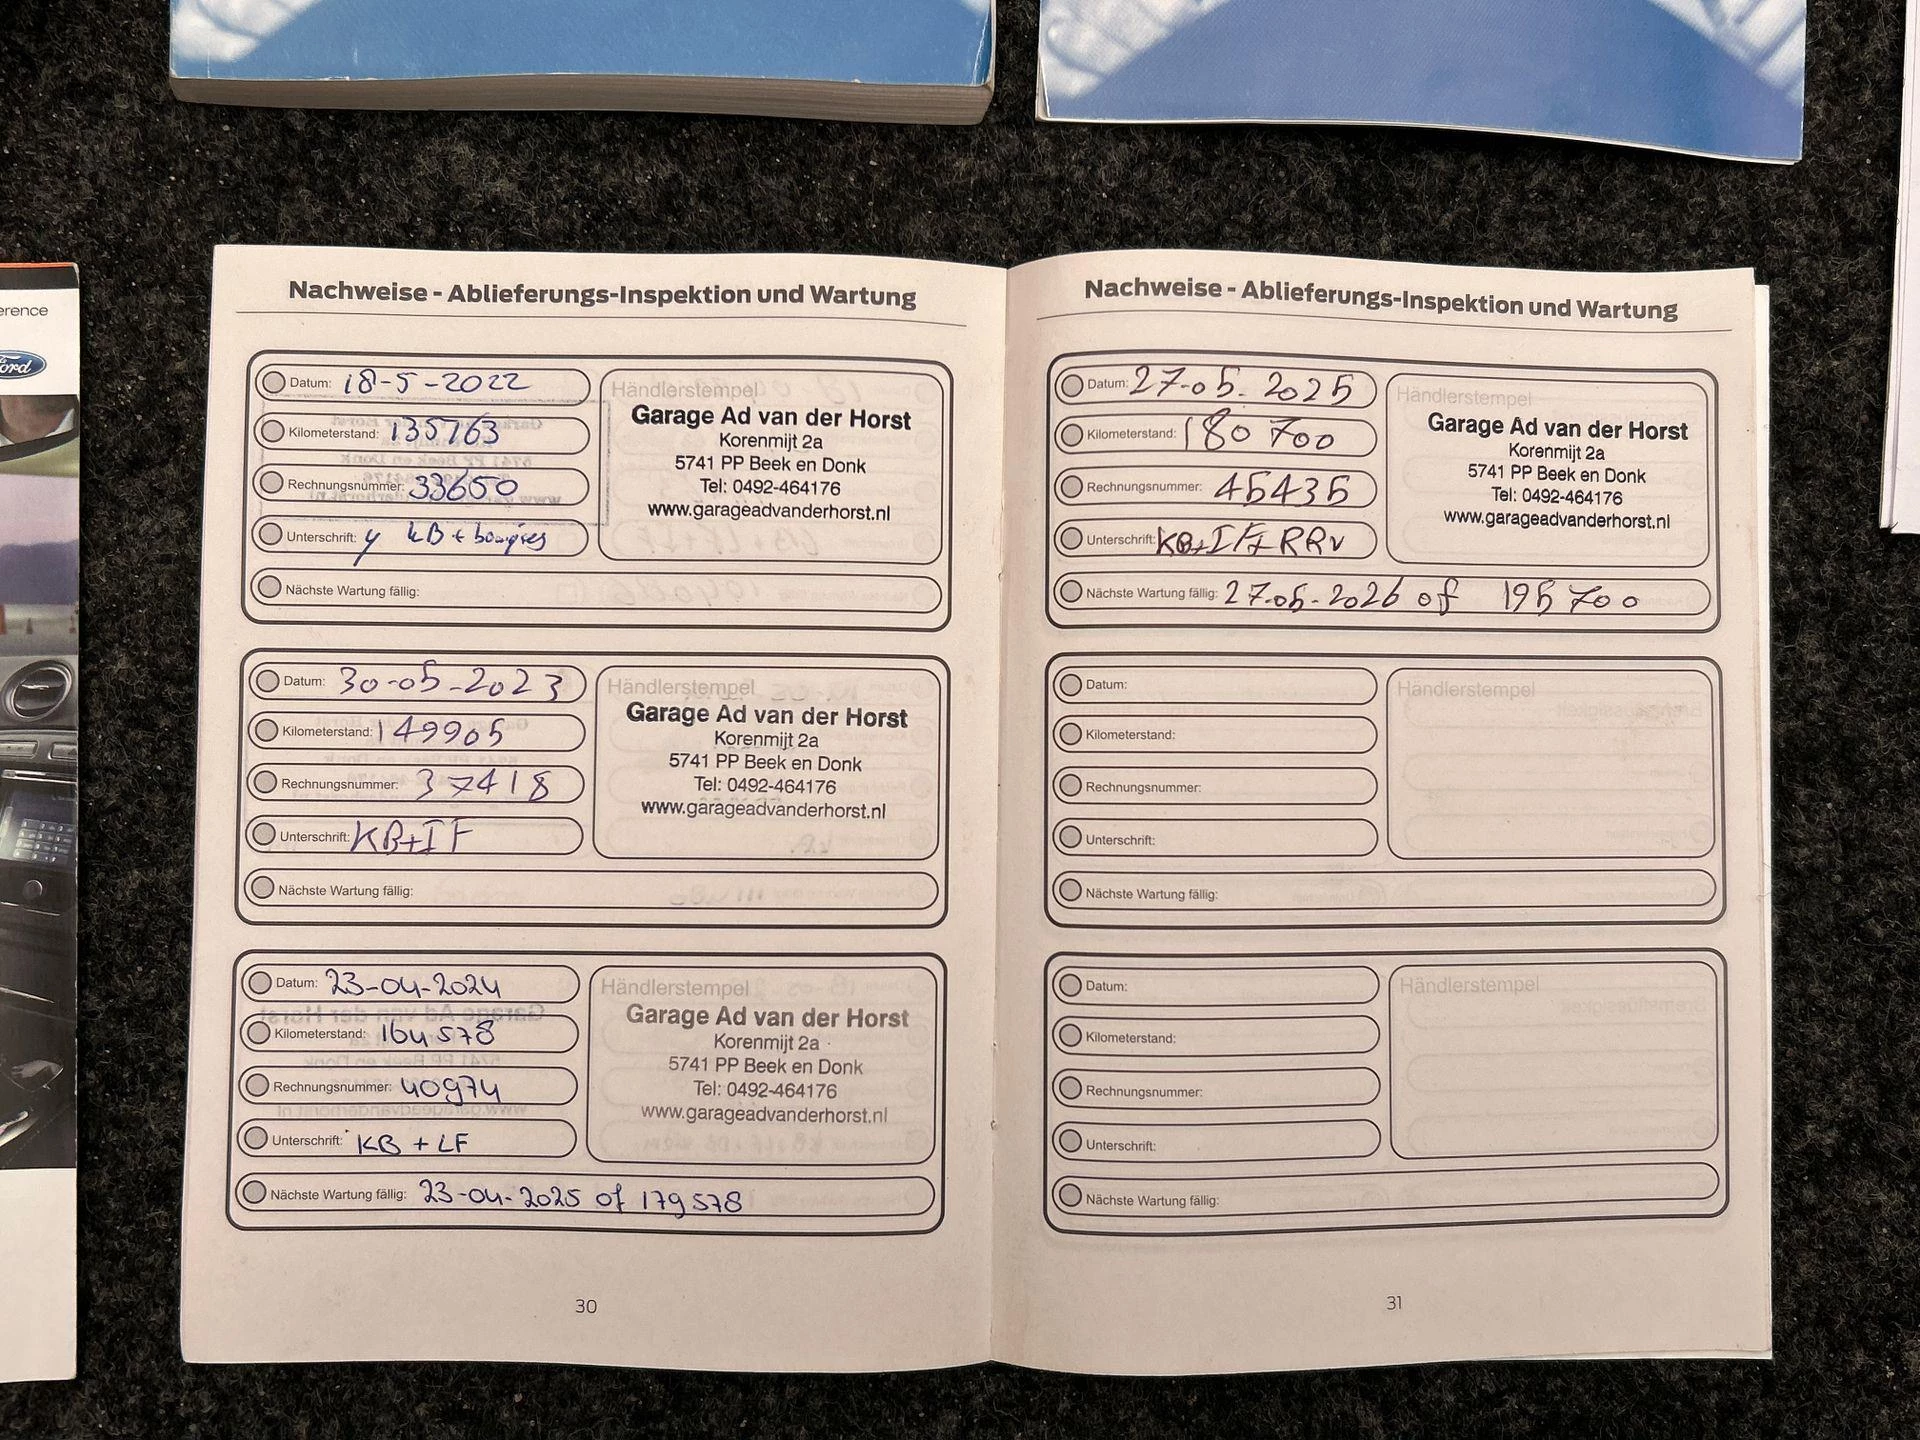 erence
Ford
Nachweise - Ablieferungs-Inspektion und Wartung
Datum: 18-5-2022
Kilometerstand: 135763
Rechnungsnummer: 33650
Unterschrift: y KB + bougies
Nächste Wartung fällig:
Händlerstempel
Garage Ad van der Horst
Korenmijt 2a
5741 PP Beek en Donk
Tel: 0492-464176
www.garageadvanderhorst.nl
Datum: 30-05-2023
Kilometerstand: 149905
Rechnungsnummer: 37418
Unterschrift: KB+IF
Nächste Wartung fällig:
Händlerstempel
Garage Ad van der Horst
Korenmijt 2a
5741 PP Beek en Donk
Tel: 0492-464176
www.garageadvanderhorst.nl
Datum: 23-04-2024
Kilometerstand: 164578
Rechnungsnummer: 40974
Unterschrift: KB + LF
Nächste Wartung fällig: 23-04-2025 of 179578
Händlerstempel
Garage Ad van der Horst
Korenmijt 2a
5741 PP Beek en Donk
Tel: 0492-464176
www.garageadvanderhorst.nl
30
Nachweise - Ablieferungs-Inspektion und Wartung
Datum: 27-05-2025
Kilometerstand: 180700
Rechnungsnummer: 45435
Unterschrift: KB+IF+RRV
Nächste Wartung fällig: 27-05-2026 of 195700
Händlerstempel
Garage Ad van der Horst
Korenmijt 2a
5741 PP Beek en Donk
Tel: 0492-464176
www.garageadvanderhorst.nl
Datum:
Kilometerstand:
Rechnungsnummer:
Unterschrift:
Nächste Wartung fällig:
Händlerstempel
Datum:
Kilometerstand:
Rechnungsnummer:
Unterschrift:
Nächste Wartung fällig:
Händlerstempel
31